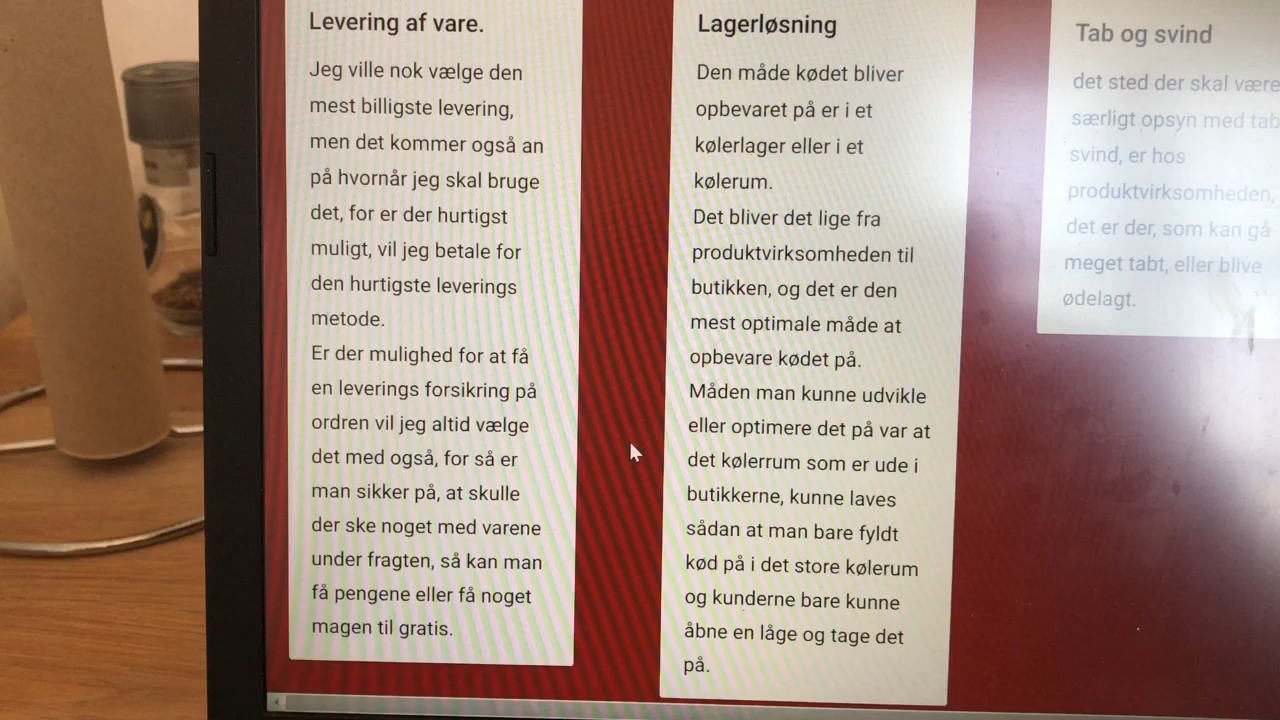 Levering af vare.
Jeg ville nok vælge den
mest billigste levering,
men det kommer også an
på hvornår jeg skal bruge
det, for er der hurtigst
muligt, vil jeg betale for
den hurtigste leverings
metode.
Er der mulighed for at få
en leverings forsikring på
ordren vil jeg altid vælge
det med også, for så er
man sikker på, at skulle
der ske noget med varene
under fragten, så kan man
få pengene eller få noget
magen til gratis.
Lagerløsning
Den måde kødet bliver
opbevaret på er i et
kølerlager eller i et
kølerum.
Det bliver det lige fra
produktvirksomheden til
butikken, og det er den
mest optimale måde at
opbevare kødet på.
Måden man kunne udvikle
eller optimere det på var at
det kølerrum som er ude i
butikkerne, kunne laves
sådan at man bare fyldt
kød på i det store kølerum
og kunderne bare kunne
åbne en låge og tage det
på.
Tab og svind
det sted der skal være
særligt opsyn med tab
svind, er hos
produktvirksomheden,
det er der, som kan gå
meget tabt, eller blive
ødelagt.